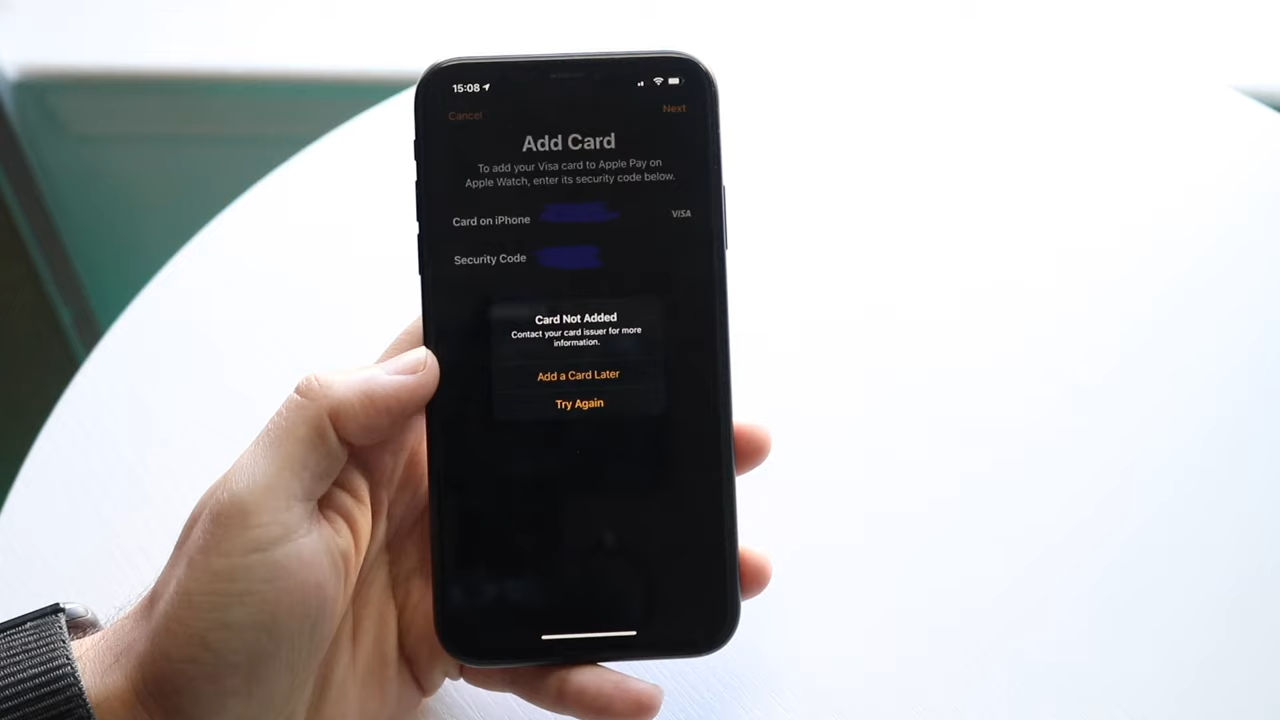 15:08
Cancel
Next
Add Card
To add your Visa card to Apple Pay on
Apple Watch, enter its security code below.
Card on iPhone
VISA
Security Code
Card Not Added
Contact your card issuer for more
information.
Add a Card Later
Try Again